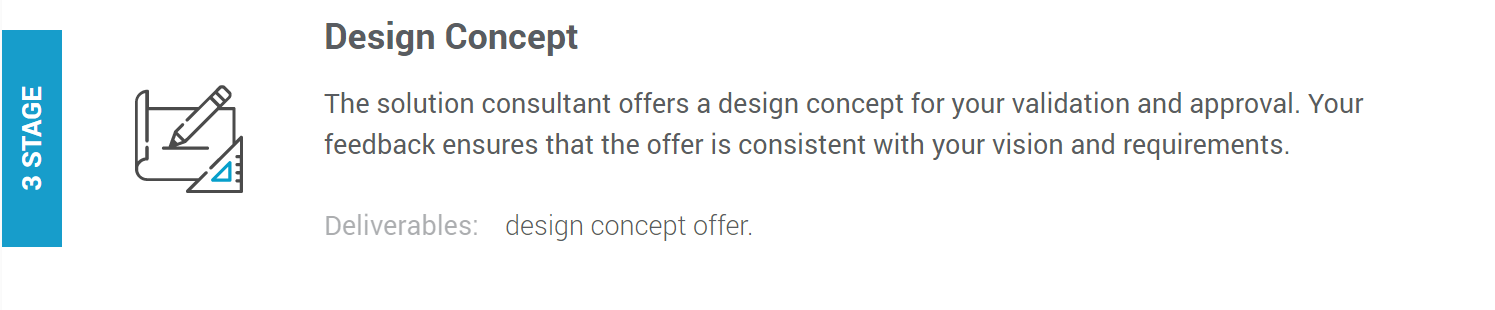 3 STAGE
Design Concept
The solution consultant offers a design concept for your validation and approval. Your
feedback ensures that the offer is consistent with your vision and requirements.
Deliverables: design concept offer.